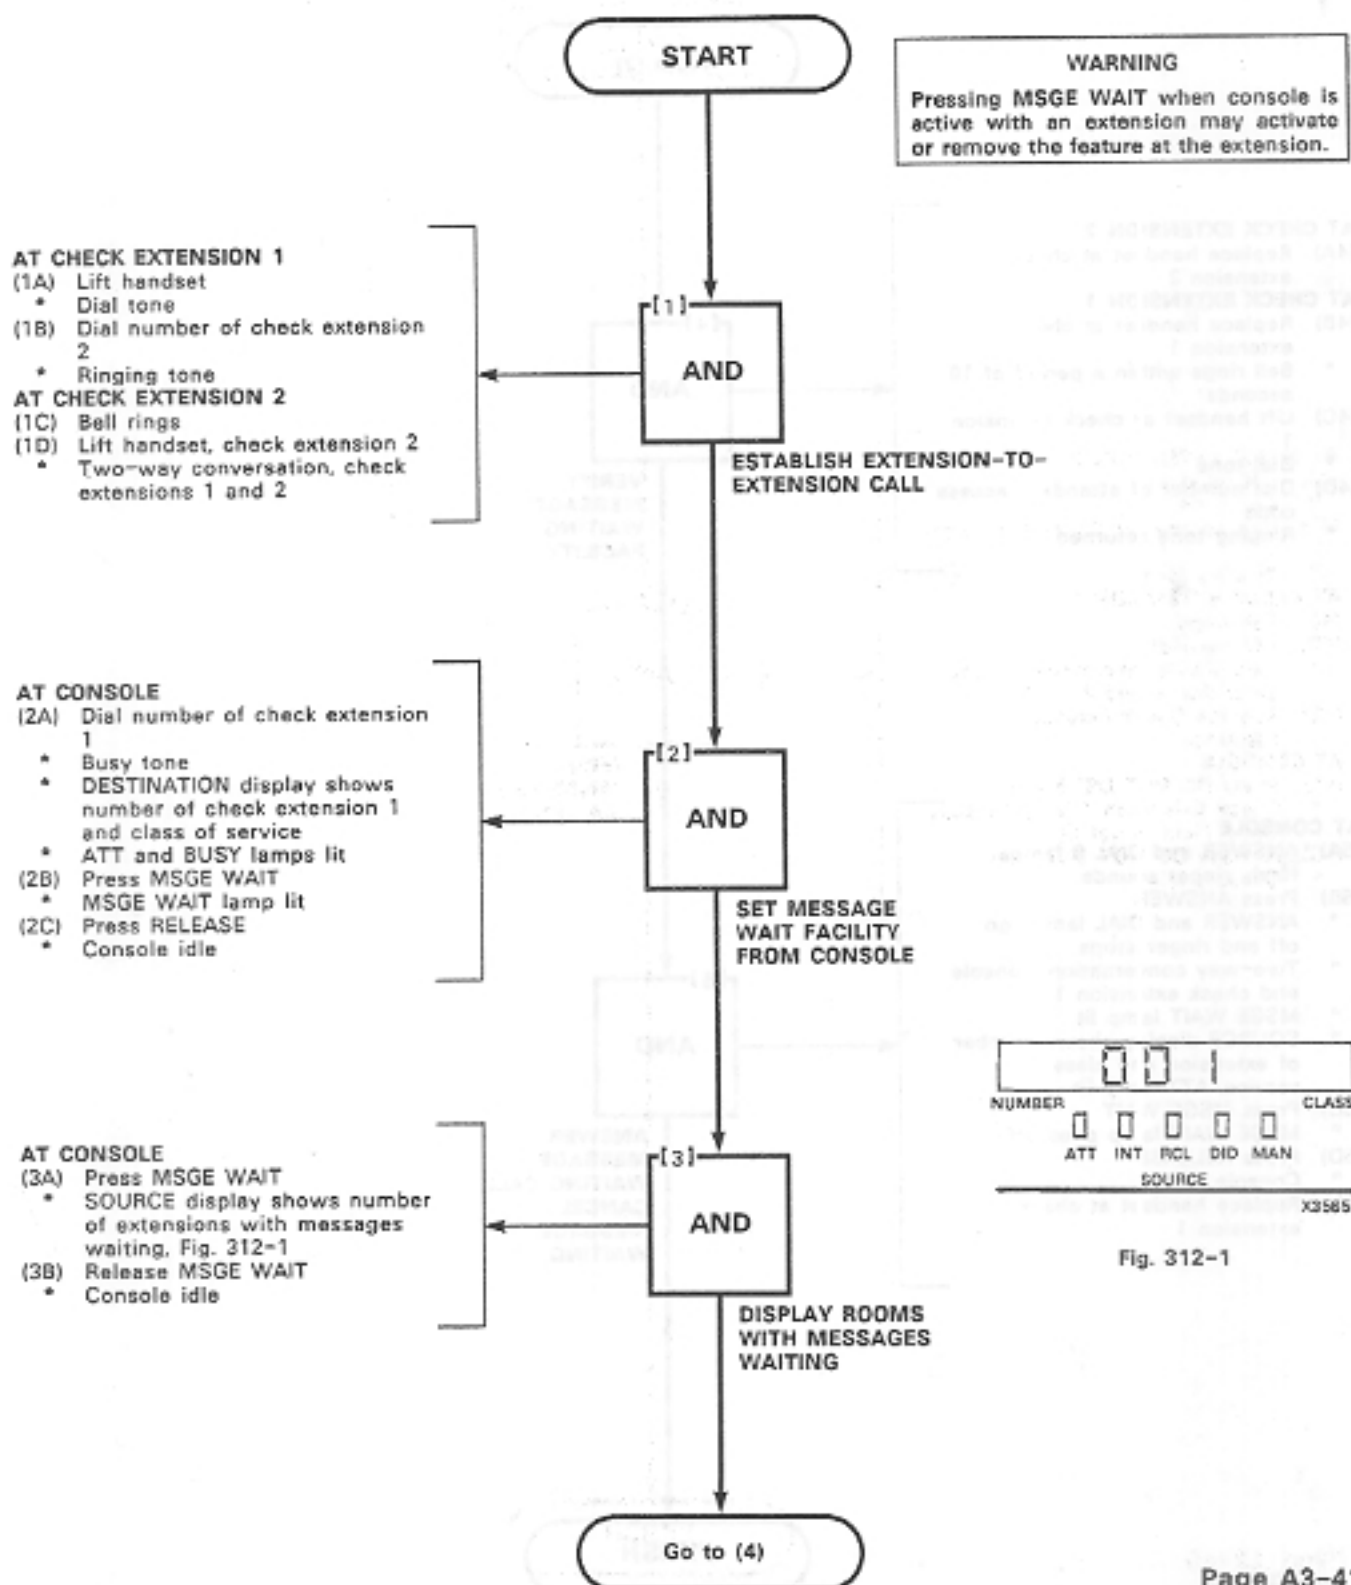 START
WARNING
Pressing MSGE WAIT when console is
active with an extension may activate
or remove the feature at the extension.
AT CHECK EXTENSION 1
(1A) Lift handset
* Dial tone
(1B) Dial number of check extension
2
* Ringing tone
AT CHECK EXTENSION 2
(1C) Bell rings
(1D) Lift handset, check extension 2
* Two-way conversation, check
extensions 1 and 2
[1]
AND
ESTABLISH EXTENSION-TO-
EXTENSION CALL
AT CONSOLE
(2A) Dial number of check extension
1
* Busy tone
* DESTINATION display shows
number of check extension 1
and class of service
* ATT and BUSY lamps lit
(2B) Press MSGE WAIT
* MSGE WAIT lamp lit
(2C) Press RELEASE
* Console idle
[2]
AND
SET MESSAGE
WAIT FACILITY
FROM CONSOLE
AT CONSOLE
(3A) Press MSGE WAIT
* SOURCE display shows number
of extensions with messages
waiting, Fig. 312-1
(3B) Release MSGE WAIT
* Console idle
[3]
AND
DISPLAY ROOMS
WITH MESSAGES
WAITING
001
NUMBER CLASS
ATT INT RCL DID MAN
SOURCE
X3565
Fig. 312-1
Go to (4)
Page A3-41